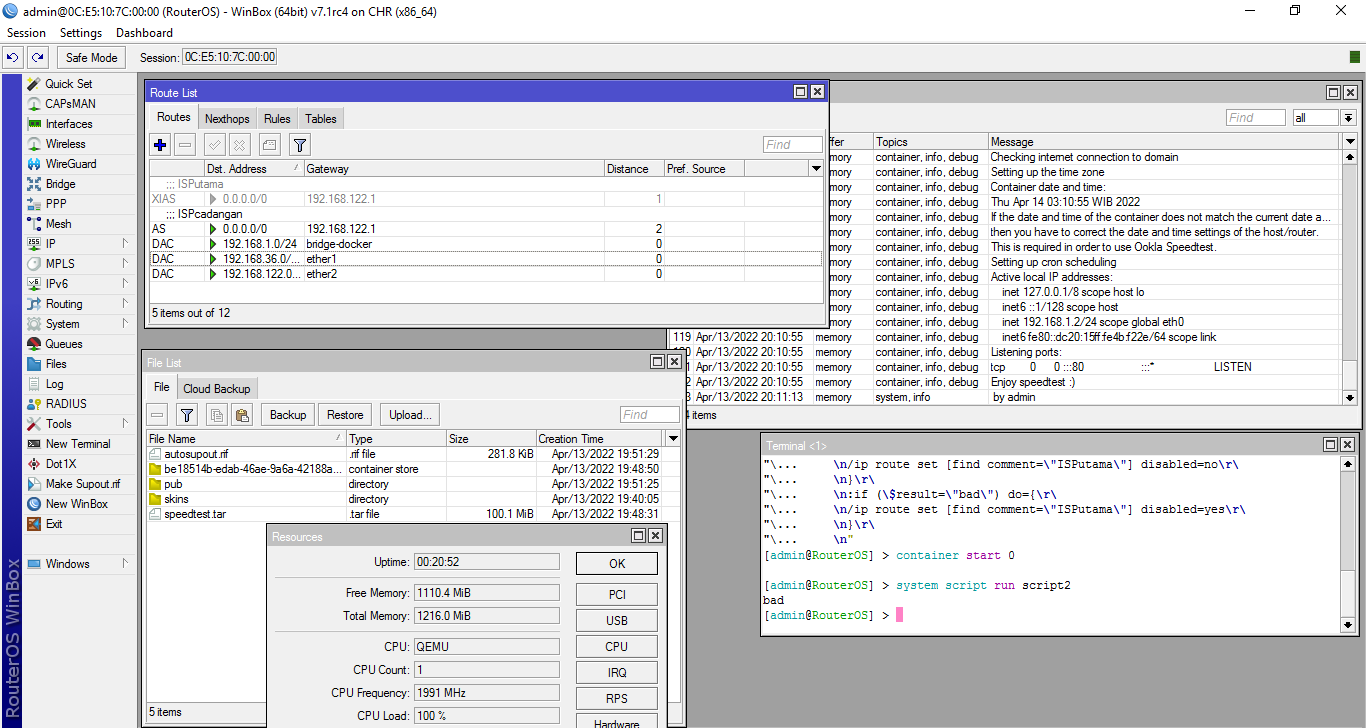 admin@0C:E5:10:7C:00:00 (RouterOS) - WinBox (64bit) v7.1rc4 on CHR (x86_64)
Session Settings Dashboard
Safe Mode Session: 0C:E5:10:7C:00:00
Quick Set
CAPsMAN
Interfaces
Wireless
WireGuard
Bridge
PPP
Mesh
IP
MPLS
IPv6
Routing
System
Queues
Files
Log
RADIUS
Tools
New Terminal
Dot1X
Make Supout.rif
New WinBox
Exit
Windows
RouterOS WinBox
Route List
Routes Nexthops Rules Tables
Find
Dst. Address / Gateway Distance Pref. Source
;;; ISPutama
XIAS 0.0.0.0/0 192.168.122.1 1
;;; ISPcadangan
AS 0.0.0.0/0 192.168.122.1 2
DAC 192.168.1.0/24 bridge-docker 0
DAC 192.168.36.0/... ether1 0
DAC 192.168.122.0... ether2 0
5 items out of 12
Find all
Topics Message
mory container, info, debug Checking internet connection to domain
mory container, info, debug Setting up the time zone
mory container, info, debug Container date and time:
mory container, info, debug Thu Apr 14 03:10:55 WIB 2022
mory container, info, debug If the date and time of the container does not match the current date a...
mory container, info, debug then you have to correct the date and time settings of the host/router.
mory container, info, debug This is required in order to use Ookla Speedtest.
mory container, info, debug Setting up cron scheduling
mory container, info, debug Active local IP addresses:
mory container, info, debug inet 127.0.0.1/8 scope host lo
mory container, info, debug inet6 ::1/128 scope host
mory container, info, debug inet 192.168.1.2/24 scope global eth0
119 Apr/13/2022 20:10:55 memory container, info, debug inet6 fe80::dc20:15ff:fe4b:f22e/64 scope link
Apr/13/2022 20:10:55 memory container, info, debug Listening ports:
Apr/13/2022 20:10:55 memory container, info, debug tcp 0 0 :::80 :::* LISTEN
Apr/13/2022 20:10:55 memory container, info, debug Enjoy speedtest :)
Apr/13/2022 20:11:13 memory system, info by admin
items
File List
File Cloud Backup
Backup Restore Upload... Find
File Name / Type Size Creation Time
autosupout.rif .rif file 281.8 KiB Apr/13/2022 19:51:29
be18514b-edab-46ae-9a6a-42188a... container store Apr/13/2022 19:48:50
pub directory Apr/13/2022 19:51:25
skins directory Apr/13/2022 19:40:05
speedtest.tar .tar file 100.1 MiB Apr/13/2022 19:48:31
5 items
Resources
Uptime: 00:20:52 OK
Free Memory: 1110.4 MiB PCI
Total Memory: 1216.0 MiB USB
CPU: QEMU CPU
CPU Count: 1 IRQ
CPU Frequency: 1991 MHz RPS
CPU Load: 100 % Hardware
Terminal <1>
"\... \n/ip route set [find comment=\"ISPutama\"] disabled=no\r\
"\... \n}\r\
"\... \n:if (\$result=\"bad\") do={\r\
"\... \n/ip route set [find comment=\"ISPutama\"] disabled=yes\r\
"\... \n}\r\
"\... \n"
[admin@RouterOS] > container start 0
[admin@RouterOS] > system script run script2
bad
[admin@RouterOS] >